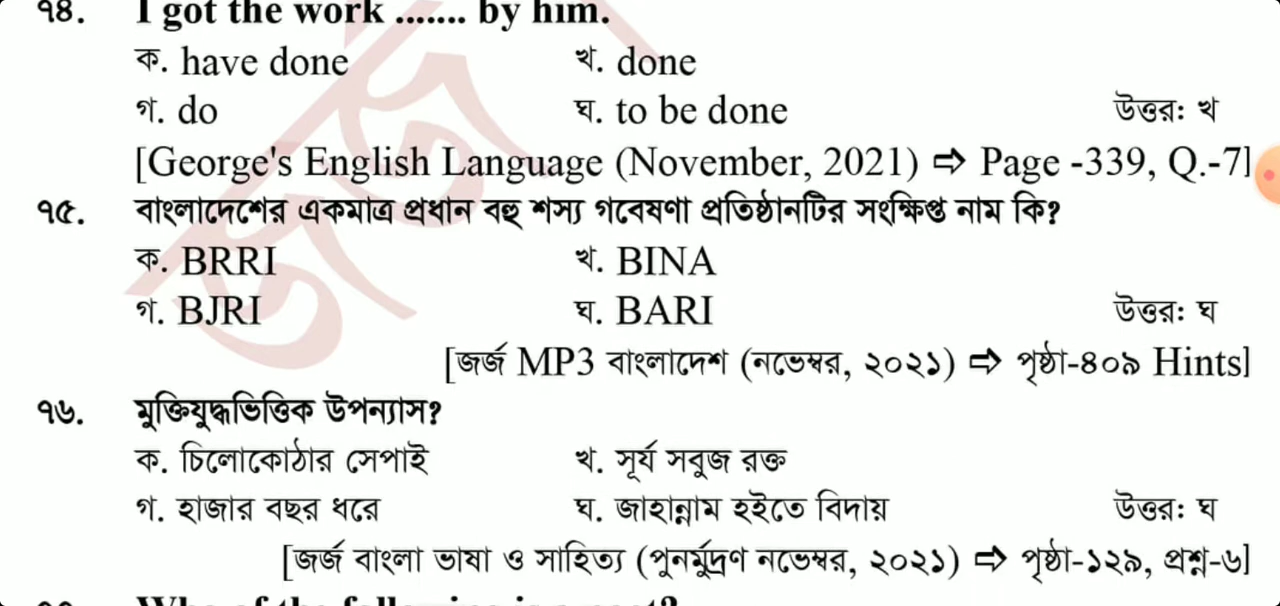 ৭৪. I got the work ....... by him.
ক. have done খ. done
গ. do ঘ. to be done উত্তরঃ খ
[George's English Language (November, 2021) ⇨ Page -339, Q.-7]
৭৫. বাংলাদেশের একমাত্র প্রধান বহু শস্য গবেষণা প্রতিষ্ঠানটির সংক্ষিপ্ত নাম কি?
ক. BRRI খ. BINA
গ. BJRI ঘ. BARI উত্তরঃ ঘ
[জর্জ MP3 বাংলাদেশ (নভেম্বর, ২০২১) ⇨ পৃষ্ঠা-৪০৯ Hints]
৭৬. মুক্তিযুদ্ধভিত্তিক উপন্যাস?
ক. চিলোকোঠার সেপাই খ. সূর্য সবুজ রক্ত
গ. হাজার বছর ধরে ঘ. জাহান্নাম হইতে বিদায় উত্তরঃ ঘ
[জর্জ বাংলা ভাষা ও সাহিত্য (পুনর্মুদ্রণ নভেম্বর, ২০২১) ⇨ পৃষ্ঠা-১২৯, প্রশ্ন-৬]